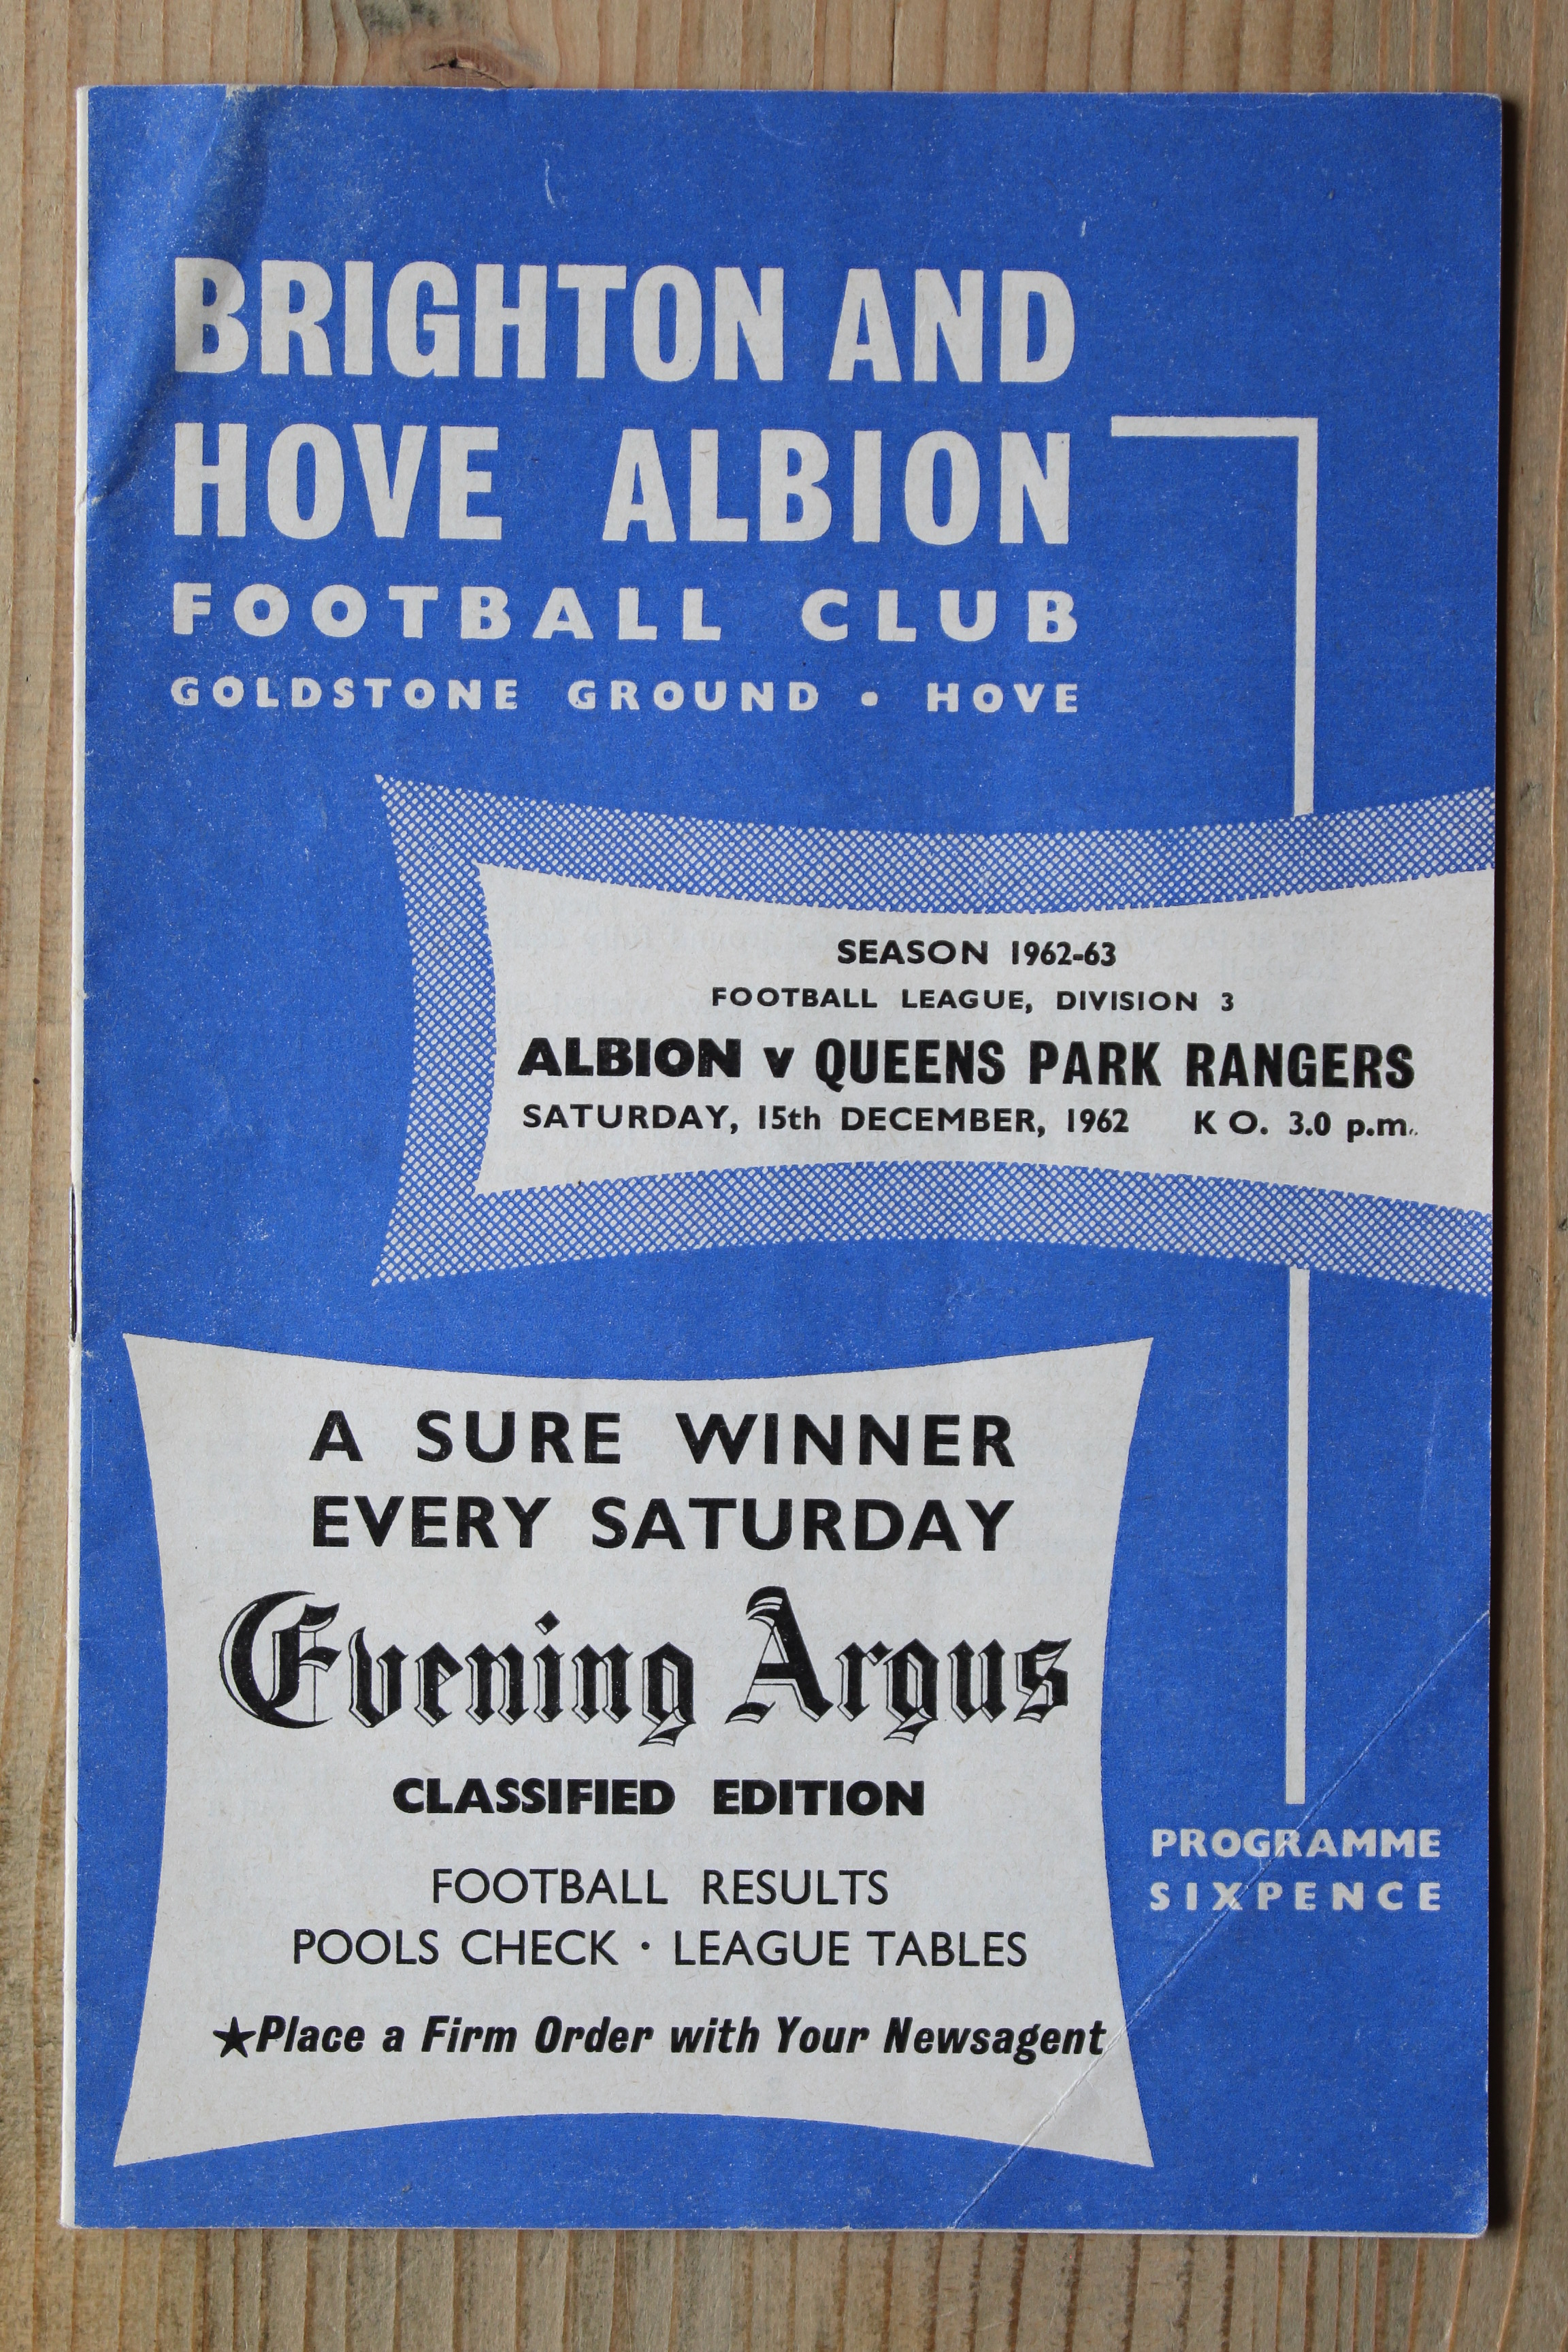 BRIGHTON AND
HOVE ALBION
FOOTBALL CLUB
GOLDSTONE GROUND • HOVE
SEASON 1962-63
FOOTBALL LEAGUE, DIVISION 3
ALBION v QUEENS PARK RANGERS
SATURDAY, 15th DECEMBER, 1962 K O. 3.0 p.m.
A SURE WINNER
EVERY SATURDAY
Evening Argus
CLASSIFIED EDITION
FOOTBALL RESULTS
POOLS CHECK · LEAGUE TABLES
★Place a Firm Order with Your Newsagent
PROGRAMME
SIXPENCE